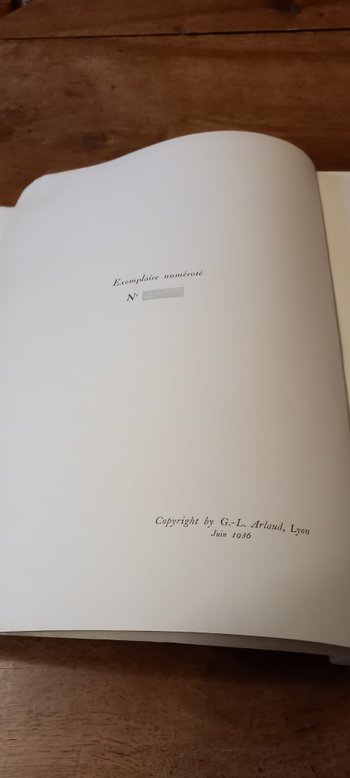 Exemplaire numéroté
N°
Copyright by G.-L. Arlaud, Lyon
Juin 1936